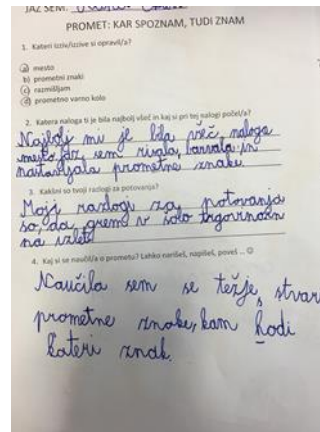 JAZ SEM:
PROMET: KAR SPOZNAM, TUDI ZNAM
1. Kateri izziv/izzive si opravil/a?
a) mesto
b) prometni znaki
c) razmišljam
d) prometno varno kolo
2. Katera naloga ti je bila najbolj všeč in kaj si pri tej nalogi počel/a?
Najbolj mi je bila všeč naloga
mesto, jaz sem risala, barvala in
nastavljala prometne znake.
3. Kakšni so tvoji razlogi za potovanja?
Moji razlogi za potovanja
so, da grem v šolo trgovino in
na izlet.
4. Kaj si se naučil/a o prometu? Lahko narišeš, napišeš, poveš ... ☺
Naučila sem se težje stvar
prometne znake, kam hodi
kateri znak.